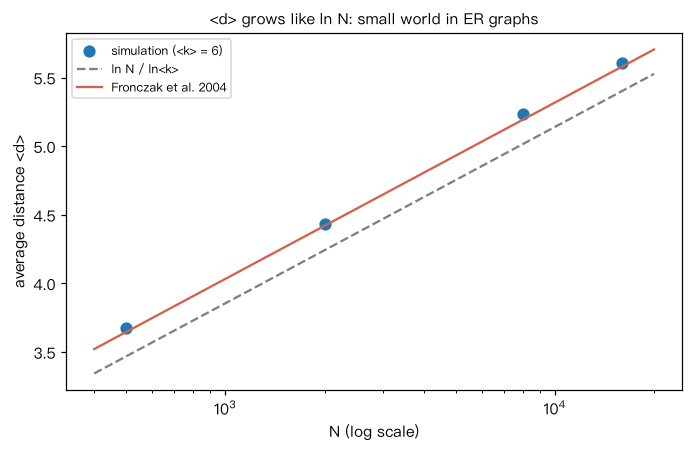 <d> grows like ln N: small world in ER graphs
simulation (<k> = 6)
ln N / ln<k>
Fronczak et al. 2004
average distance <d>
5.5
5.0
4.5
4.0
3.5
10³
10⁴
N (log scale)